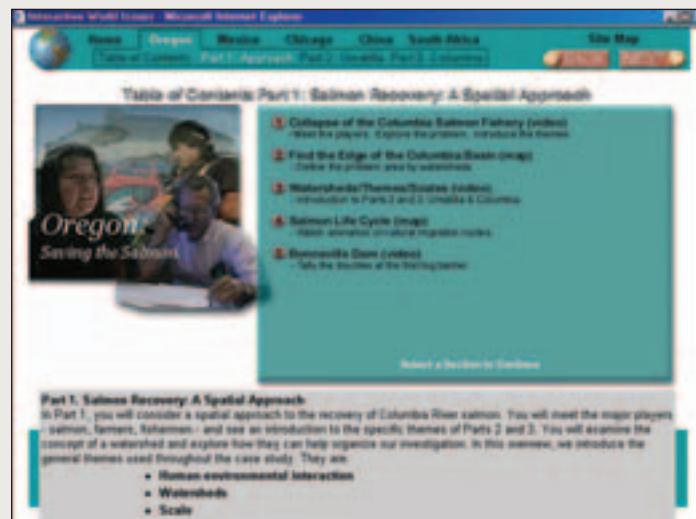 Interactive World Issues - Microsoft Internet Explorer
Home Oregon Mexico Chicago China South Africa Site Map
Table of Contents Part 1: Approach Part 2: Umatilla Part 3: Columbia
Table of Contents Part 1: Salmon Recovery: A Spatial Approach
1 Collapse of the Columbia Salmon Fishery (video)
- Meet the players. Explore the problem. Introduce the themes.
2 Find the Edge of the Columbia Basin (map)
- Define the problem area by watersheds
3 Watersheds/Themes/Scales (video)
- Introduction to Parts 2 and 3: Umatilla & Columbia
4 Salmon Life Cycle (map)
- Watch animation of natural migration routes
5 Bonneville Dam (video)
- Tally the at the first big barrier
Oregon:
Saving the Salmon
Select a Section to Continue
Part 1. Salmon Recovery: A Spatial Approach
In Part 1, you will consider a spatial approach to the recovery of Columbia River salmon. You will meet the major players
- salmon, farmers, fishermen - and see an introduction to the specific themes of Parts 2 and 3. You will examine the
concept of a watershed and explore how they can help organize our investigation. In this overview, we introduce the
general themes used throughout the case study. They are:
• Human environmental interaction
• Watersheds
• Scale